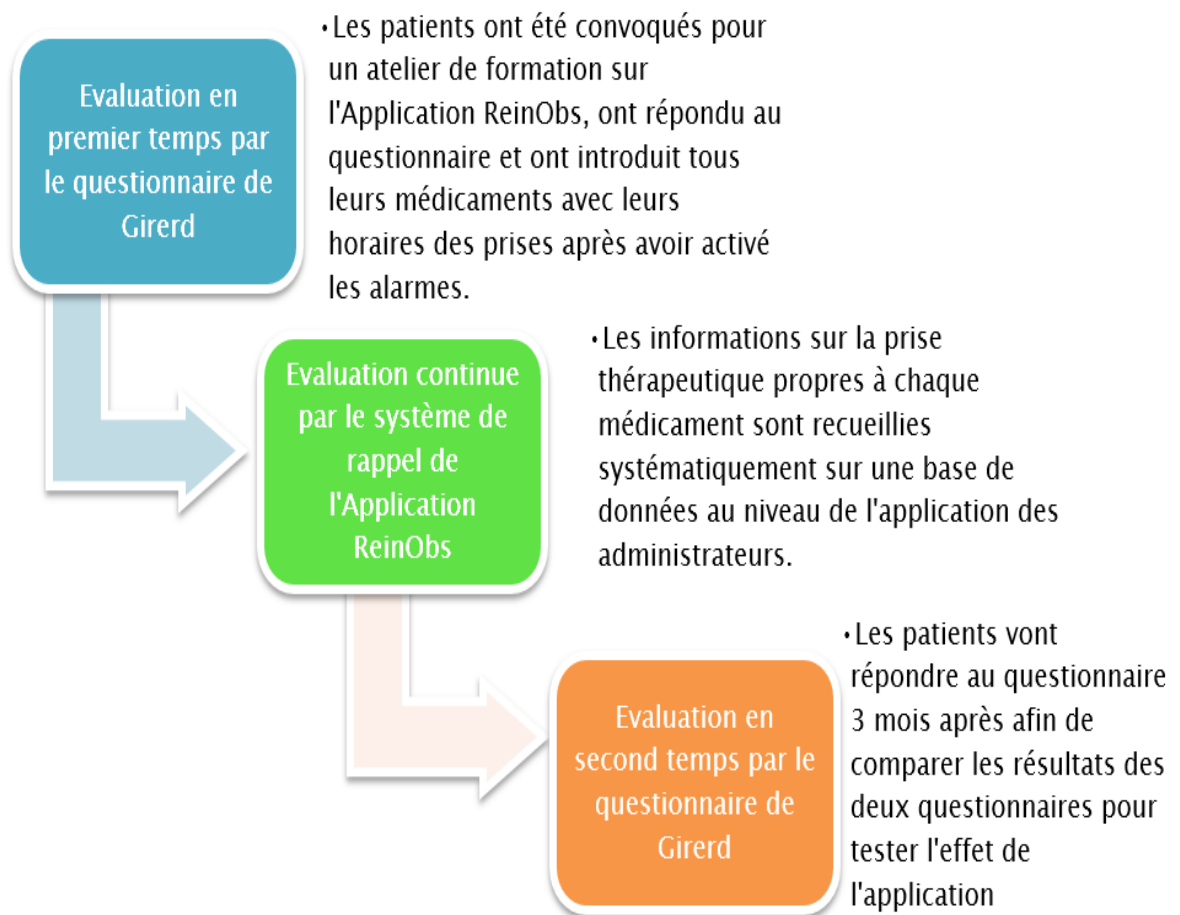 Evaluation en
premier temps par
le questionnaire de
Girerd
•Les patients ont été convoqués pour
un atelier de formation sur
l'Application ReinObs, ont répondu au
questionnaire et ont introduit tous
leurs médicaments avec leurs
horaires des prises après avoir activé
les alarmes.
Evaluation continue
par le système de
rappel de
l'Application
ReinObs
•Les informations sur la prise
thérapeutique propres à chaque
médicament sont recueillies
systématiquement sur une base de
données au niveau de l'application des
administrateurs.
Evaluation en
second temps par le
questionnaire de
Girerd
•Les patients vont
répondre au questionnaire
3 mois après afin de
comparer les résultats des
deux questionnaires pour
tester l'effet de
l'application